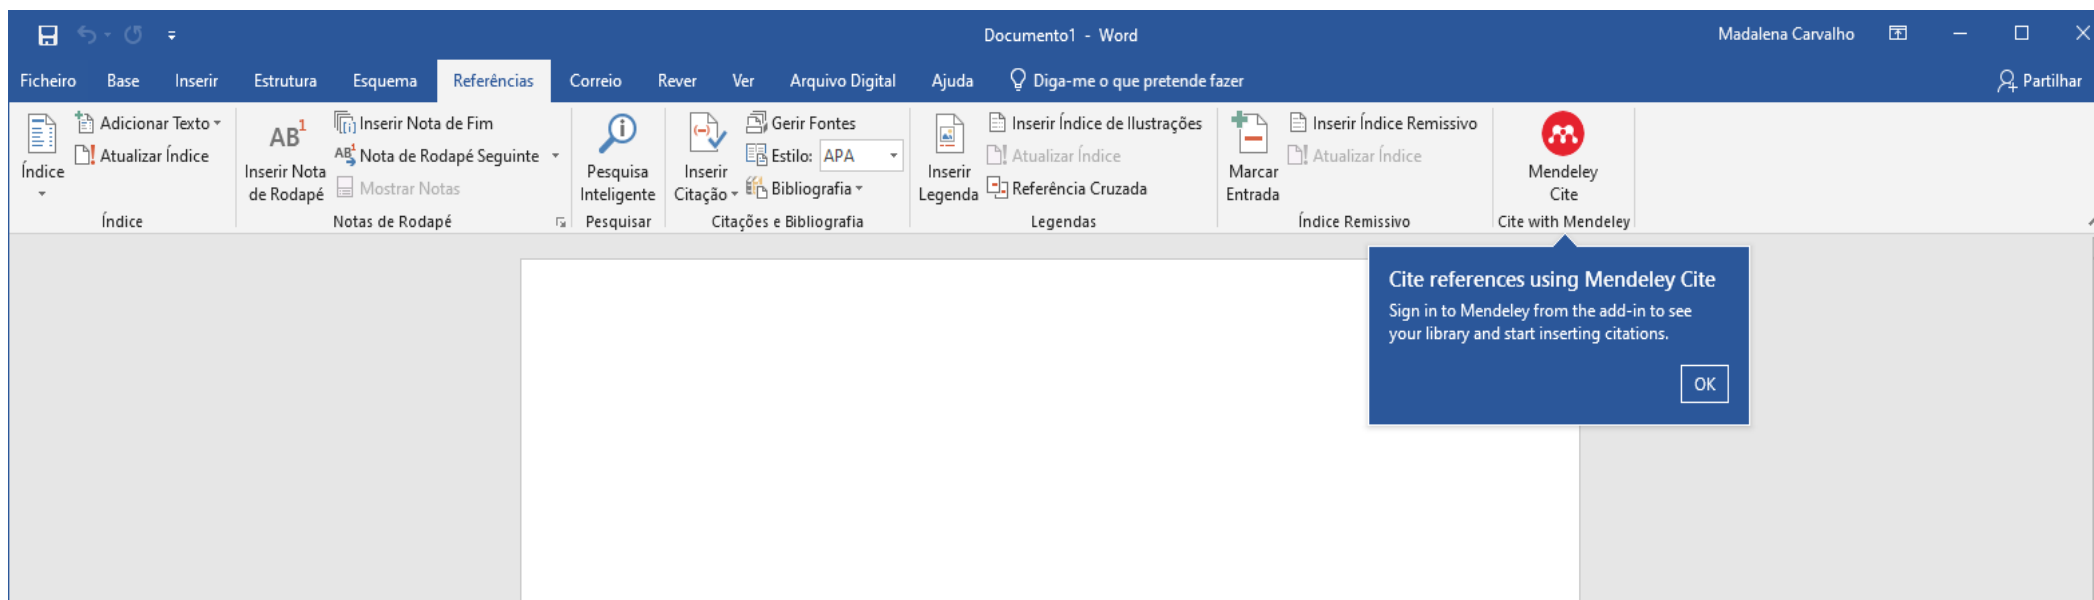 Documento1 - Word
Madalena Carvalho
Ficheiro Base Inserir Estrutura Esquema Referências Correio Rever Ver Arquivo Digital Ajuda Diga-me o que pretende fazer Partilhar
Índice
Adicionar Texto
Atualizar Índice
Índice
AB1
Inserir Nota
de Rodapé
Inserir Nota de Fim
AB1 Nota de Rodapé Seguinte
Mostrar Notas
Notas de Rodapé
Pesquisa
Inteligente
Pesquisar
Inserir
Citação
Gerir Fontes
Estilo: APA
Bibliografia
Citações e Bibliografia
Inserir
Legenda
Inserir Índice de Ilustrações
Atualizar Índice
Referência Cruzada
Legendas
Marcar
Entrada
Inserir Índice Remissivo
Atualizar Índice
Índice Remissivo
Mendeley
Cite
Cite with Mendeley
Cite references using Mendeley Cite
Sign in to Mendeley from the add-in to see
your library and start inserting citations.
OK